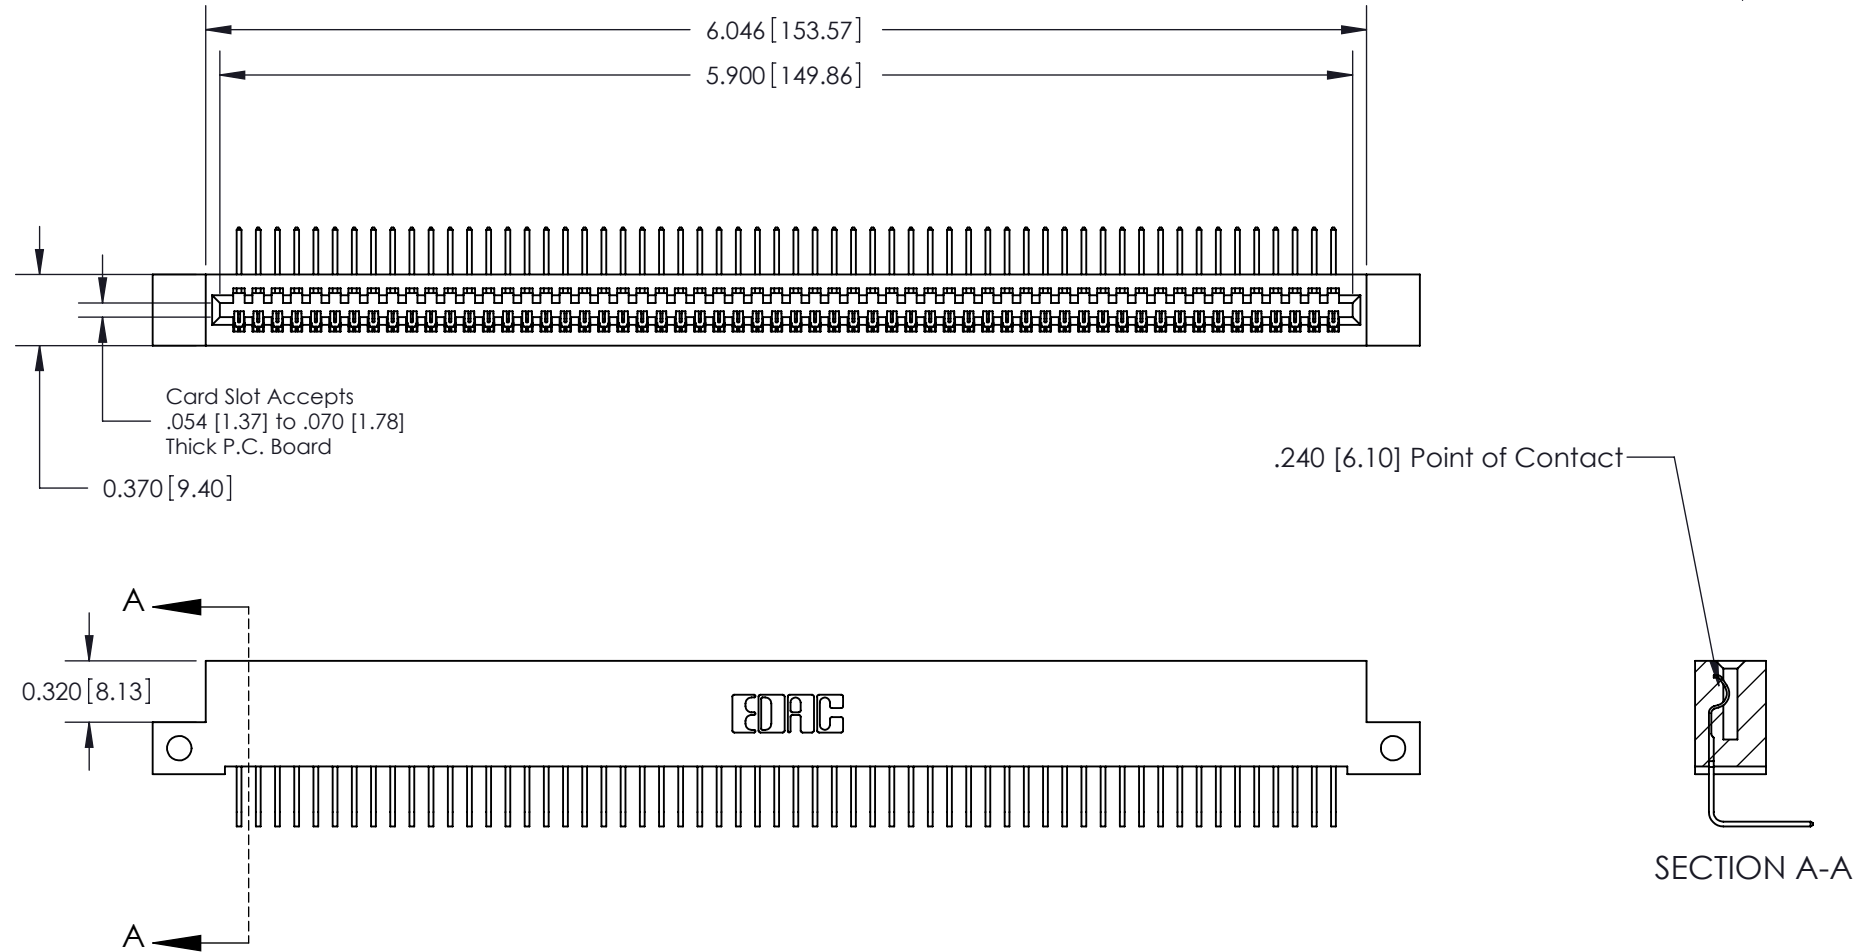 6.046 [153.57]
5.900 [149.86]
Card Slot Accepts
.054 [1.37] to .070 [1.78]
Thick P.C. Board
0.370 [9.40]
.240 [6.10] Point of Contact
A
0.320 [8.13]
EDAC
SECTION A-A
A